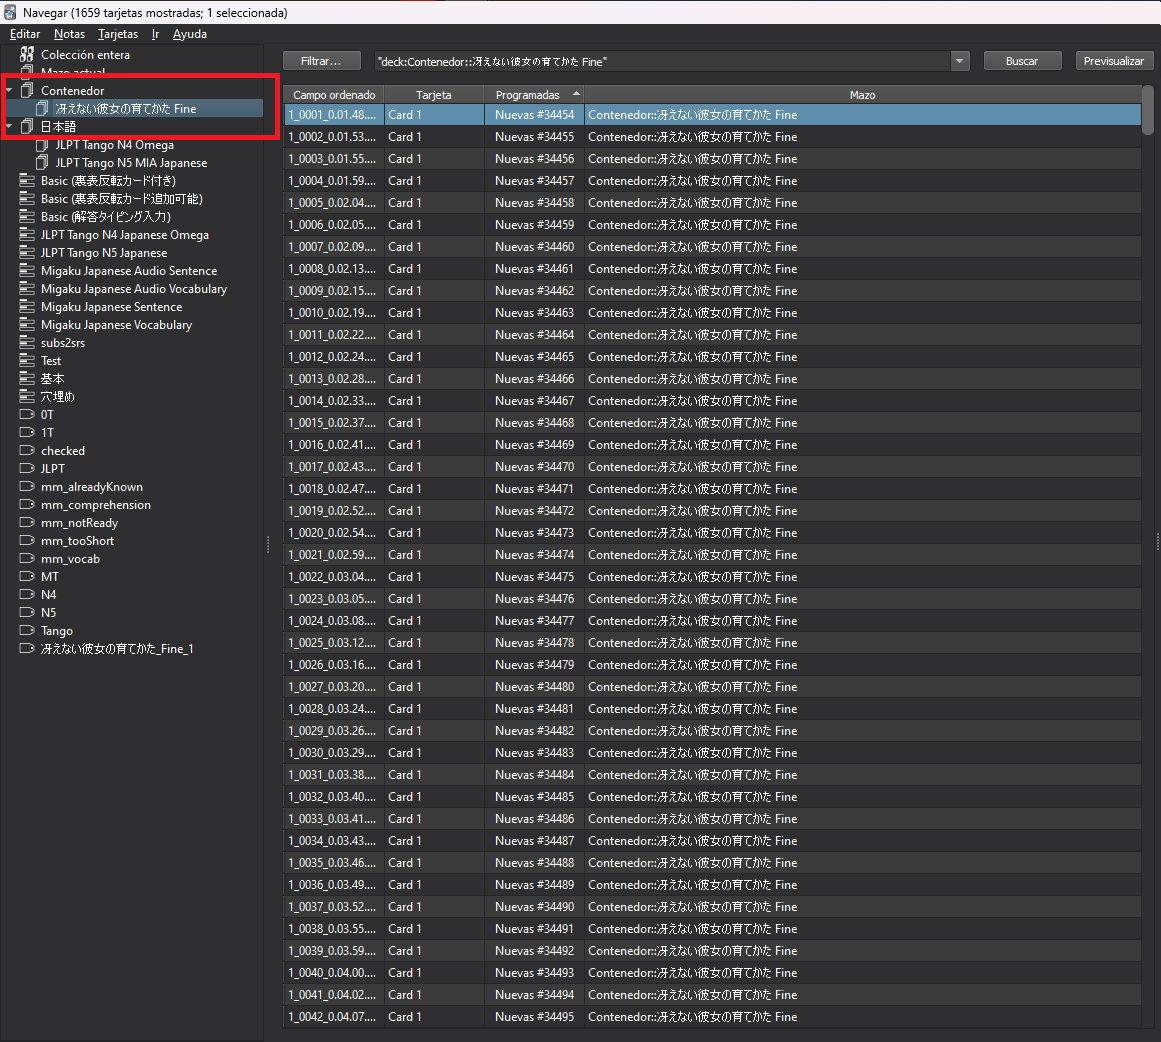 Navegar (1659 tarjetas mostradas; 1 seleccionada)
Editar Notas Tarjetas Ir Ayuda
Colección entera
Mazo actual
Contenedor
冴えない彼女の育てかた Fine
日本語
JLPT Tango N4 Omega
JLPT Tango N5 MIA Japanese
Basic (裏表反転カード付き)
Basic (裏表反転カード追加可能)
Basic (解答タイピング入力)
JLPT Tango N4 Japanese Omega
JLPT Tango N5 Japanese
Migaku Japanese Audio Sentence
Migaku Japanese Audio Vocabulary
Migaku Japanese Sentence
Migaku Japanese Vocabulary
subs2srs
Test
基本
穴埋め
0T
1T
checked
JLPT
mm_alreadyKnown
mm_comprehension
mm_notReady
mm_tooShort
mm_vocab
MT
N4
N5
Tango
冴えない彼女の育てかた_Fine_1
Filtrar... "deck:Contenedor::冴えない彼女の育てかた Fine" Buscar Previsualizar
Campo ordenado Tarjeta Programadas Mazo
1_0001_0.01.48.... Card 1 Nuevas #34454 Contenedor::冴えない彼女の育てかた Fine
1_0002_0.01.53.... Card 1 Nuevas #34455 Contenedor::冴えない彼女の育てかた Fine
1_0003_0.01.55.... Card 1 Nuevas #34456 Contenedor::冴えない彼女の育てかた Fine
1_0004_0.01.59.... Card 1 Nuevas #34457 Contenedor::冴えない彼女の育てかた Fine
1_0005_0.02.04.... Card 1 Nuevas #34458 Contenedor::冴えない彼女の育てかた Fine
1_0006_0.02.05.... Card 1 Nuevas #34459 Contenedor::冴えない彼女の育てかた Fine
1_0007_0.02.09.... Card 1 Nuevas #34460 Contenedor::冴えない彼女の育てかた Fine
1_0008_0.02.13.... Card 1 Nuevas #34461 Contenedor::冴えない彼女の育てかた Fine
1_0009_0.02.15.... Card 1 Nuevas #34462 Contenedor::冴えない彼女の育てかた Fine
1_0010_0.02.19.... Card 1 Nuevas #34463 Contenedor::冴えない彼女の育てかた Fine
1_0011_0.02.22.... Card 1 Nuevas #34464 Contenedor::冴えない彼女の育てかた Fine
1_0012_0.02.24.... Card 1 Nuevas #34465 Contenedor::冴えない彼女の育てかた Fine
1_0013_0.02.28.... Card 1 Nuevas #34466 Contenedor::冴えない彼女の育てかた Fine
1_0014_0.02.33.... Card 1 Nuevas #34467 Contenedor::冴えない彼女の育てかた Fine
1_0015_0.02.37.... Card 1 Nuevas #34468 Contenedor::冴えない彼女の育てかた Fine
1_0016_0.02.41.... Card 1 Nuevas #34469 Contenedor::冴えない彼女の育てかた Fine
1_0017_0.02.43.... Card 1 Nuevas #34470 Contenedor::冴えない彼女の育てかた Fine
1_0018_0.02.47.... Card 1 Nuevas #34471 Contenedor::冴えない彼女の育てかた Fine
1_0019_0.02.52.... Card 1 Nuevas #34472 Contenedor::冴えない彼女の育てかた Fine
1_0020_0.02.54.... Card 1 Nuevas #34473 Contenedor::冴えない彼女の育てかた Fine
1_0021_0.02.59.... Card 1 Nuevas #34474 Contenedor::冴えない彼女の育てかた Fine
1_0022_0.03.04.... Card 1 Nuevas #34475 Contenedor::冴えない彼女の育てかた Fine
1_0023_0.03.05.... Card 1 Nuevas #34476 Contenedor::冴えない彼女の育てかた Fine
1_0024_0.03.08.... Card 1 Nuevas #34477 Contenedor::冴えない彼女の育てかた Fine
1_0025_0.03.12.... Card 1 Nuevas #34478 Contenedor::冴えない彼女の育てかた Fine
1_0026_0.03.16.... Card 1 Nuevas #34479 Contenedor::冴えない彼女の育てかた Fine
1_0027_0.03.20.... Card 1 Nuevas #34480 Contenedor::冴えない彼女の育てかた Fine
1_0028_0.03.24.... Card 1 Nuevas #34481 Contenedor::冴えない彼女の育てかた Fine
1_0029_0.03.26.... Card 1 Nuevas #34482 Contenedor::冴えない彼女の育てかた Fine
1_0030_0.03.29.... Card 1 Nuevas #34483 Contenedor::冴えない彼女の育てかた Fine
1_0031_0.03.38.... Card 1 Nuevas #34484 Contenedor::冴えない彼女の育てかた Fine
1_0032_0.03.40.... Card 1 Nuevas #34485 Contenedor::冴えない彼女の育てかた Fine
1_0033_0.03.41.... Card 1 Nuevas #34486 Contenedor::冴えない彼女の育てかた Fine
1_0034_0.03.43.... Card 1 Nuevas #34487 Contenedor::冴えない彼女の育てかた Fine
1_0035_0.03.46.... Card 1 Nuevas #34488 Contenedor::冴えない彼女の育てかた Fine
1_0036_0.03.49.... Card 1 Nuevas #34489 Contenedor::冴えない彼女の育てかた Fine
1_0037_0.03.52.... Card 1 Nuevas #34490 Contenedor::冴えない彼女の育てかた Fine
1_0038_0.03.55.... Card 1 Nuevas #34491 Contenedor::冴えない彼女の育てかた Fine
1_0039_0.03.59.... Card 1 Nuevas #34492 Contenedor::冴えない彼女の育てかた Fine
1_0040_0.04.00.... Card 1 Nuevas #34493 Contenedor::冴えない彼女の育てかた Fine
1_0041_0.04.02.... Card 1 Nuevas #34494 Contenedor::冴えない彼女の育てかた Fine
1_0042_0.04.07.... Card 1 Nuevas #34495 Contenedor::冴えない彼女の育てかた Fine